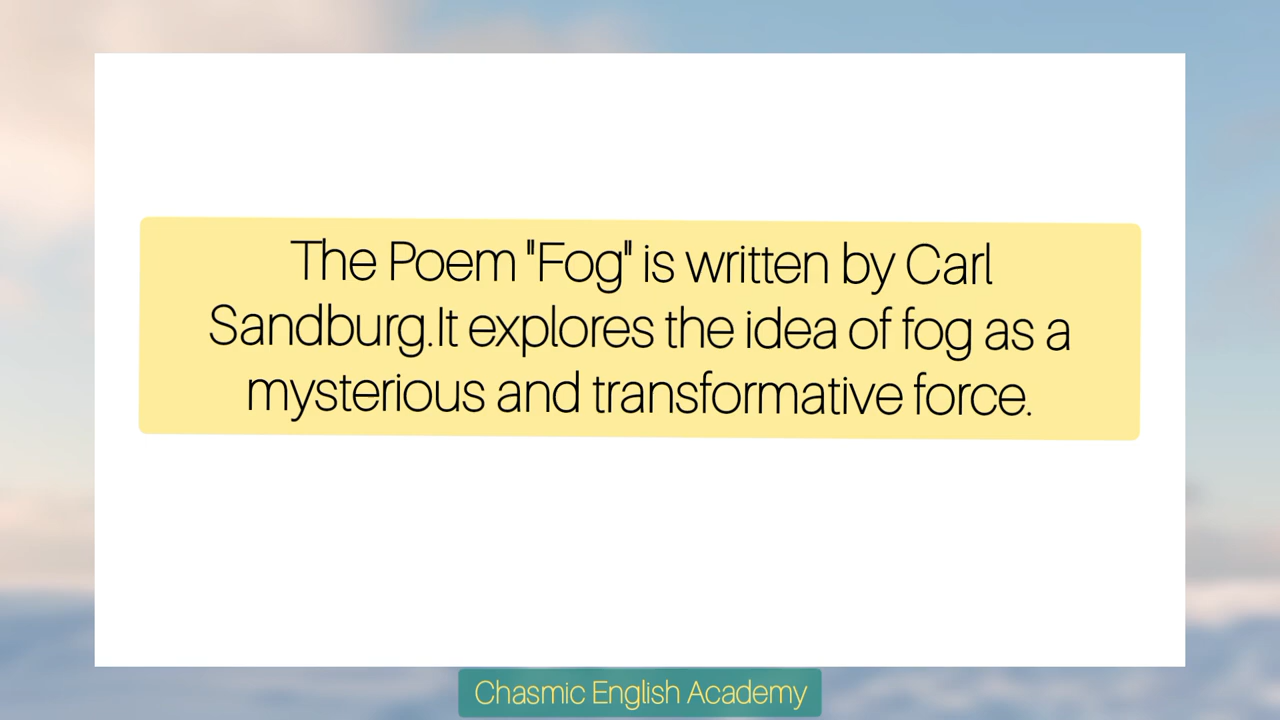 The Poem "Fog" is written by Carl
Sandburg.It explores the idea of fog as a
mysterious and transformative force.
Chasmic English Academy